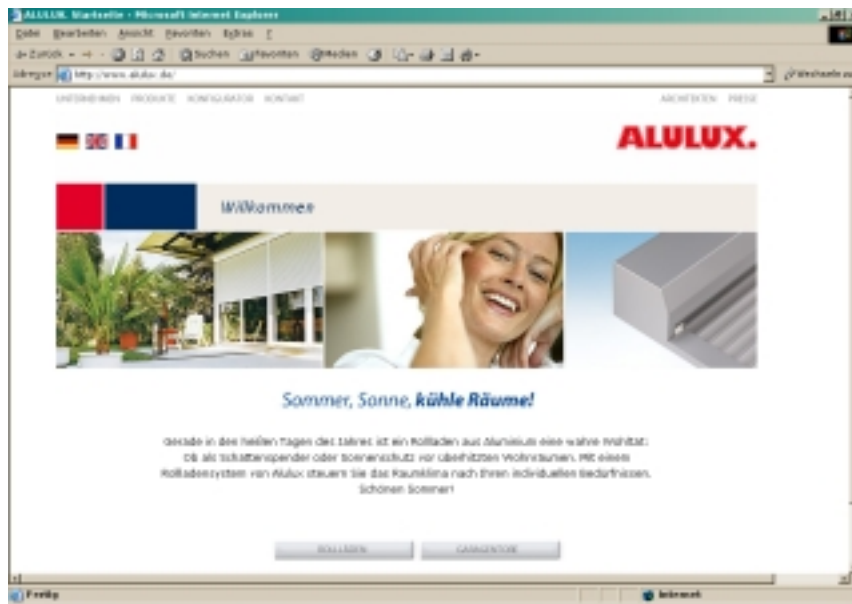 ALULUX. Startseite - Microsoft Internet Explorer
Datei Bearbeiten Ansicht Favoriten Extras ?
Zurück Suchen Favoriten Medien
Adresse http://www.alulux.de/ Wechseln zu
UNTERNEHMEN PRODUKTE KONFIGURATOR KONTAKT ARCHITEKTEN PRESSE
ALULUX.
Willkommen
Sommer, Sonne, kühle Räume!
Gerade in den heißen Tagen des Jahres ist ein Rollladen aus Aluminium eine wahre Wohltat:
Ob als Schattenspender oder Sonnenschutz vor überhitzten Wohnräumen. Mit einem
Rollladensystem von Alulux steuern Sie das Raumklima nach Ihren individuellen Bedürfnissen.
Schönen Sommer!
ROLLLÄDEN GARAGENTORE
Fertig Internet